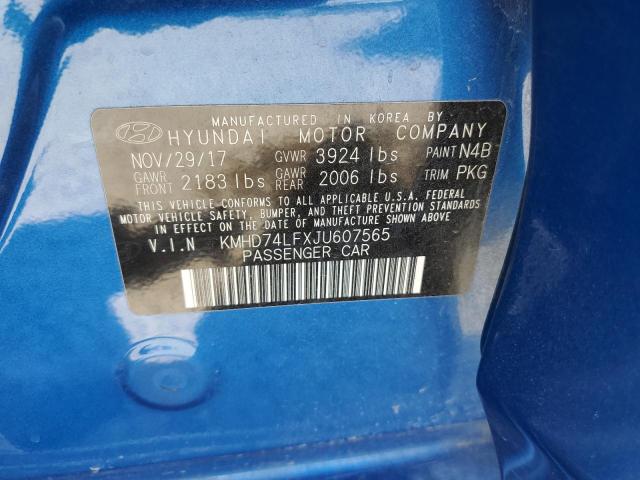 MANUFACTURED IN KOREA BY
HYUNDAI MOTOR COMPANY
NOV/29/17 GVWR 3924 lbs PAINT N4B
GAWR FRONT 2183 lbs GAWR REAR 2006 lbs TRIM PKG
THIS VEHICLE CONFORMS TO ALL APPLICABLE U.S.A. FEDERAL
MOTOR VEHICLE SAFETY, BUMPER, AND THEFT PREVENTION
STANDARDS IN EFFECT ON THE DATE OF MANUFACTURE SHOWN ABOVE.
V.I.N KMHD74LFXJU607565
PASSENGER CAR